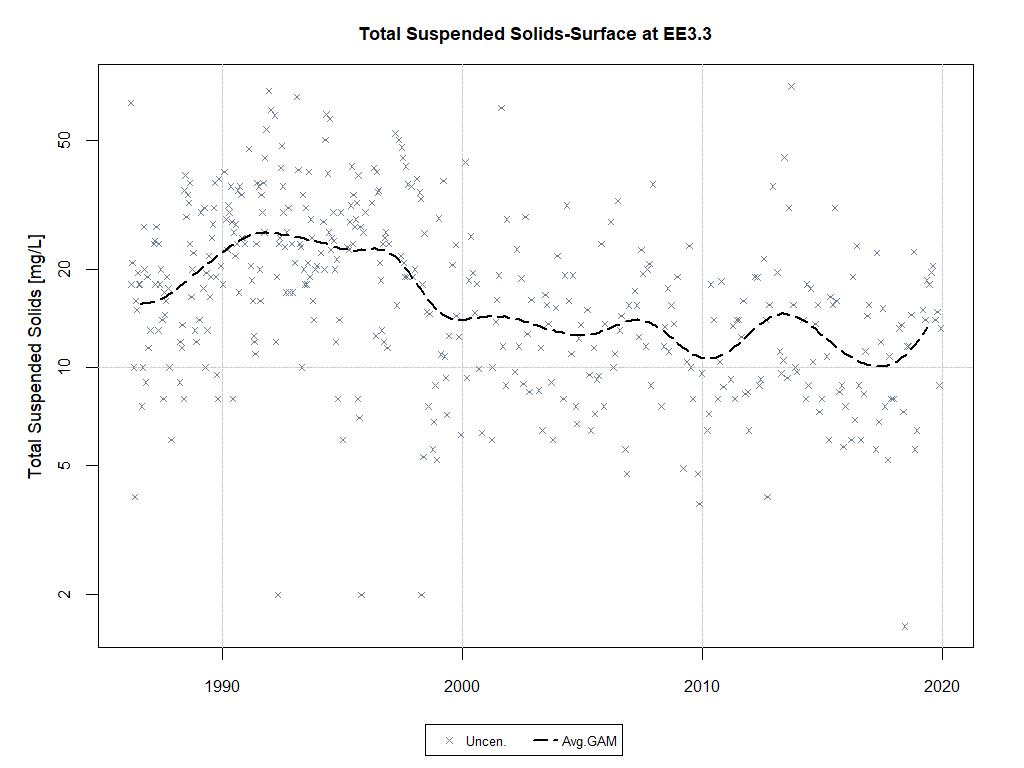 Total Suspended Solids-Surface at EE3.3
Total Suspended Solids [mg/L]
50
20
10
5
2
1990 2000 2010 2020
Uncen. Avg.GAM